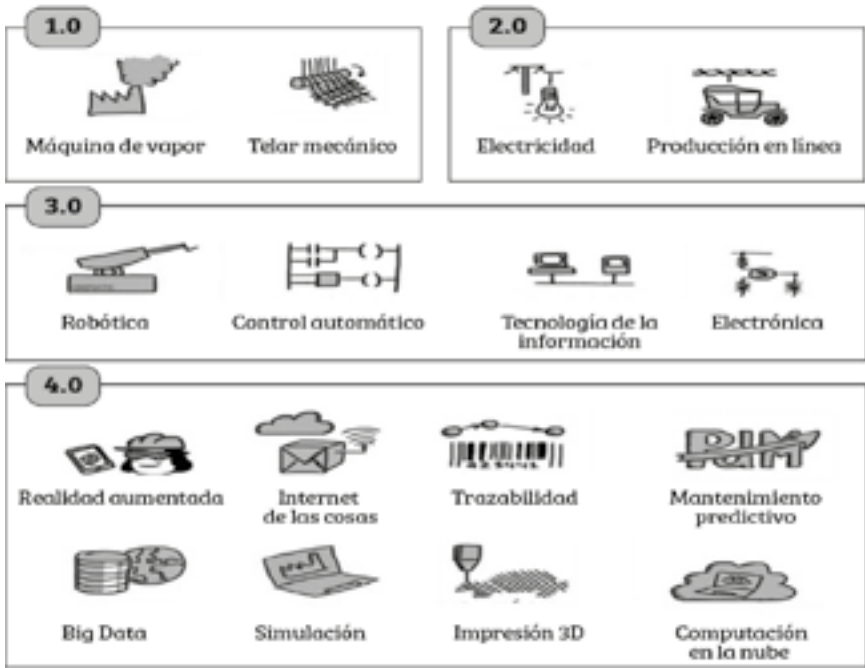 1.0
Máquina de vapor
Telar mecánico
2.0
Electricidad
Producción en línea
3.0
Robótica
Control automático
Tecnología de la
información
Electrónica
4.0
Realidad aumentada
Internet
de las cosas
Trazabilidad
PdM
Mantenimiento
predictivo
Big Data
Simulación
Impresión 3D
Computación
en la nube